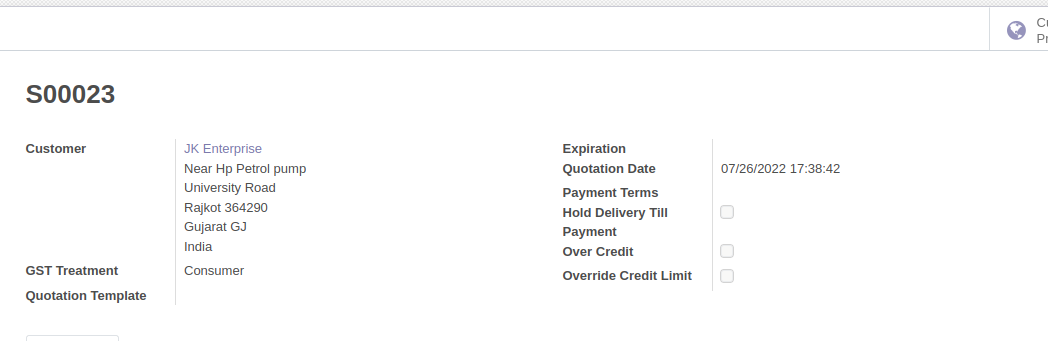 Cu
Pr
S00023
Customer
JK Enterprise
Near Hp Petrol pump
University Road
Rajkot 364290
Gujarat GJ
India
GST Treatment
Consumer
Quotation Template
Expiration
Quotation Date
07/26/2022 17:38:42
Payment Terms
Hold Delivery Till
Payment
Over Credit
Override Credit Limit